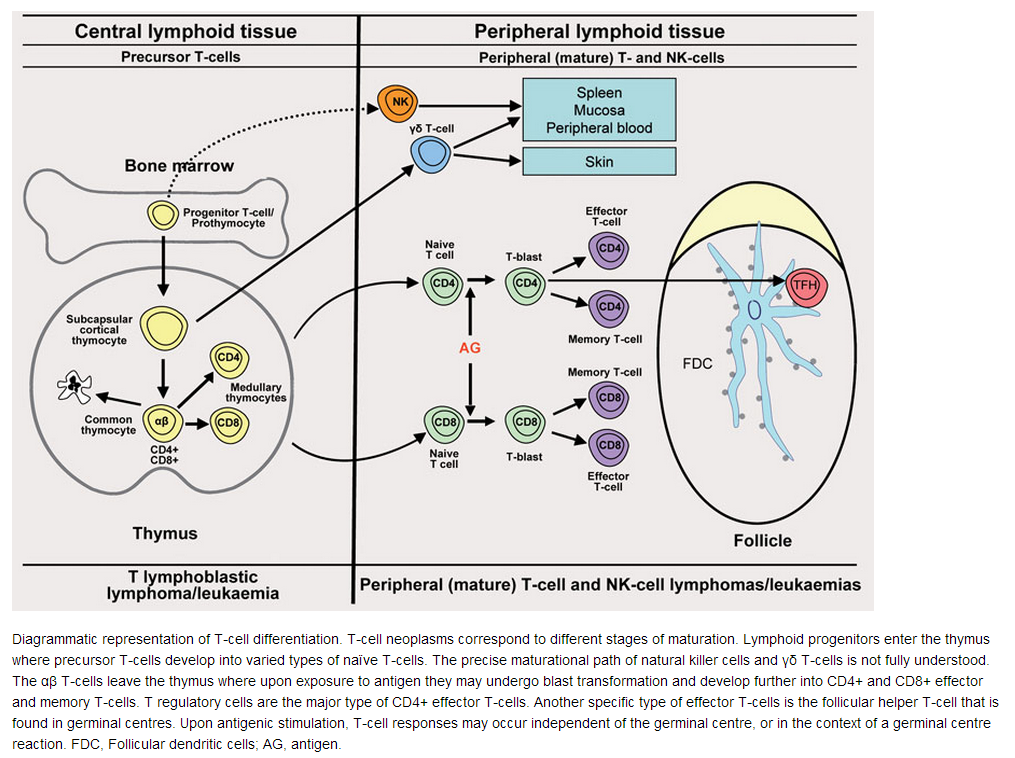 Central lymphoid tissue
Peripheral lymphoid tissue
Precursor T-cells
Peripheral (mature) T- and NK-cells
NK
γδ T-cell
Spleen
Mucosa
Peripheral blood
Skin
Bone marrow
Progenitor T-cell/
Prothymocyte
Subcapsular
cortical
thymocyte
CD4
Medullary
thymocytes
CD8
Common
thymocyte
αβ
CD4+
CD8+
Thymus
Naive
T cell
CD4
T-blast
CD4
Effector
T-cell
CD4
CD4
Memory T-cell
AG
Memory T-cell
CD8
CD8
Naive
T cell
CD8
T-blast
CD8
Effector
T-cell
TFH
FDC
Follicle
T lymphoblastic
lymphoma/leukaemia
Peripheral (mature) T-cell and NK-cell lymphomas/leukaemias
Diagrammatic representation of T-cell differentiation. T-cell neoplasms correspond to different stages of maturation. Lymphoid progenitors enter the thymus
where precursor T-cells develop into varied types of naïve T-cells. The precise maturational path of natural killer cells and γδ T-cells is not fully understood.
The αβ T-cells leave the thymus where upon exposure to antigen they may undergo blast transformation and develop further into CD4+ and CD8+ effector
and memory T-cells. T regulatory cells are the major type of CD4+ effector T-cells. Another specific type of effector T-cells is the follicular helper T-cell that is
found in germinal centres. Upon antigenic stimulation, T-cell responses may occur independent of the germinal centre, or in the context of a germinal centre
reaction. FDC, Follicular dendritic cells; AG, antigen.